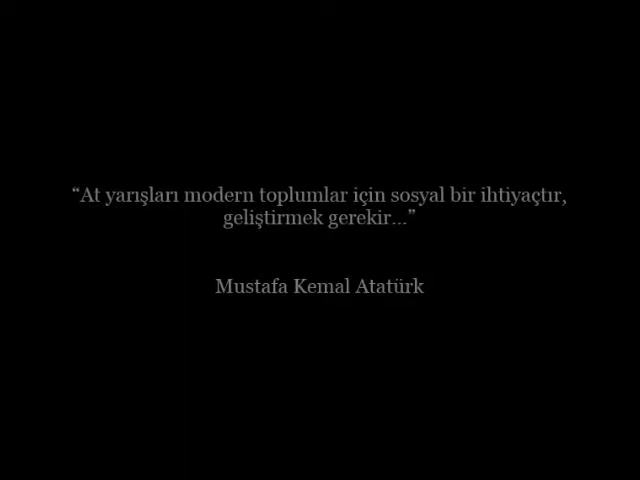 “At yarışları modern toplumlar için sosyal bir ihtiyaçtır,
geliştirmek gerekir...”
Mustafa Kemal Atatürk